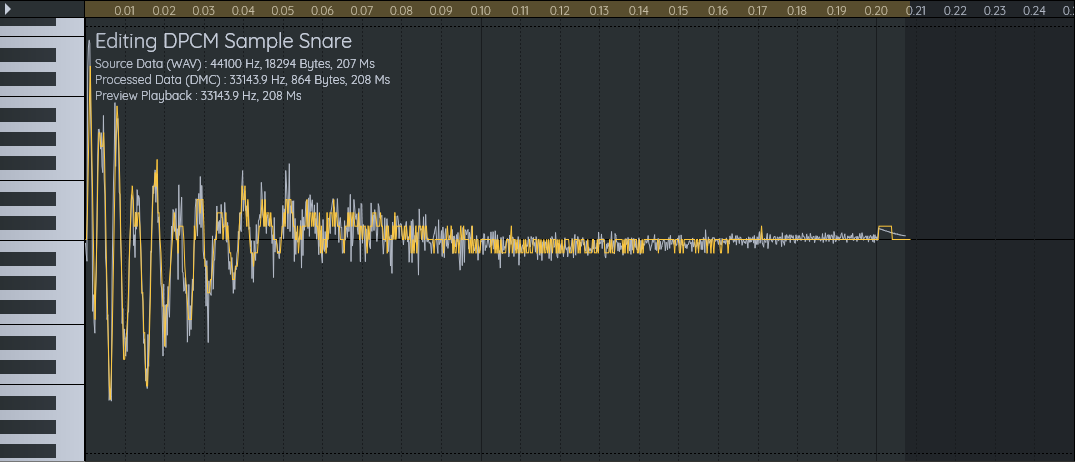 0.01 0.02 0.03 0.04 0.05 0.06 0.07 0.08 0.09 0.10 0.11 0.12 0.13 0.14 0.15 0.16 0.17 0.18 0.19 0.20 0.21 0.22 0.23 0.24
Editing DPCM Sample Snare
Source Data (WAV) : 44100 Hz, 18294 Bytes, 207 Ms
Processed Data (DMC) : 33143.9 Hz, 864 Bytes, 208 Ms
Preview Playback : 33143.9 Hz, 208 Ms